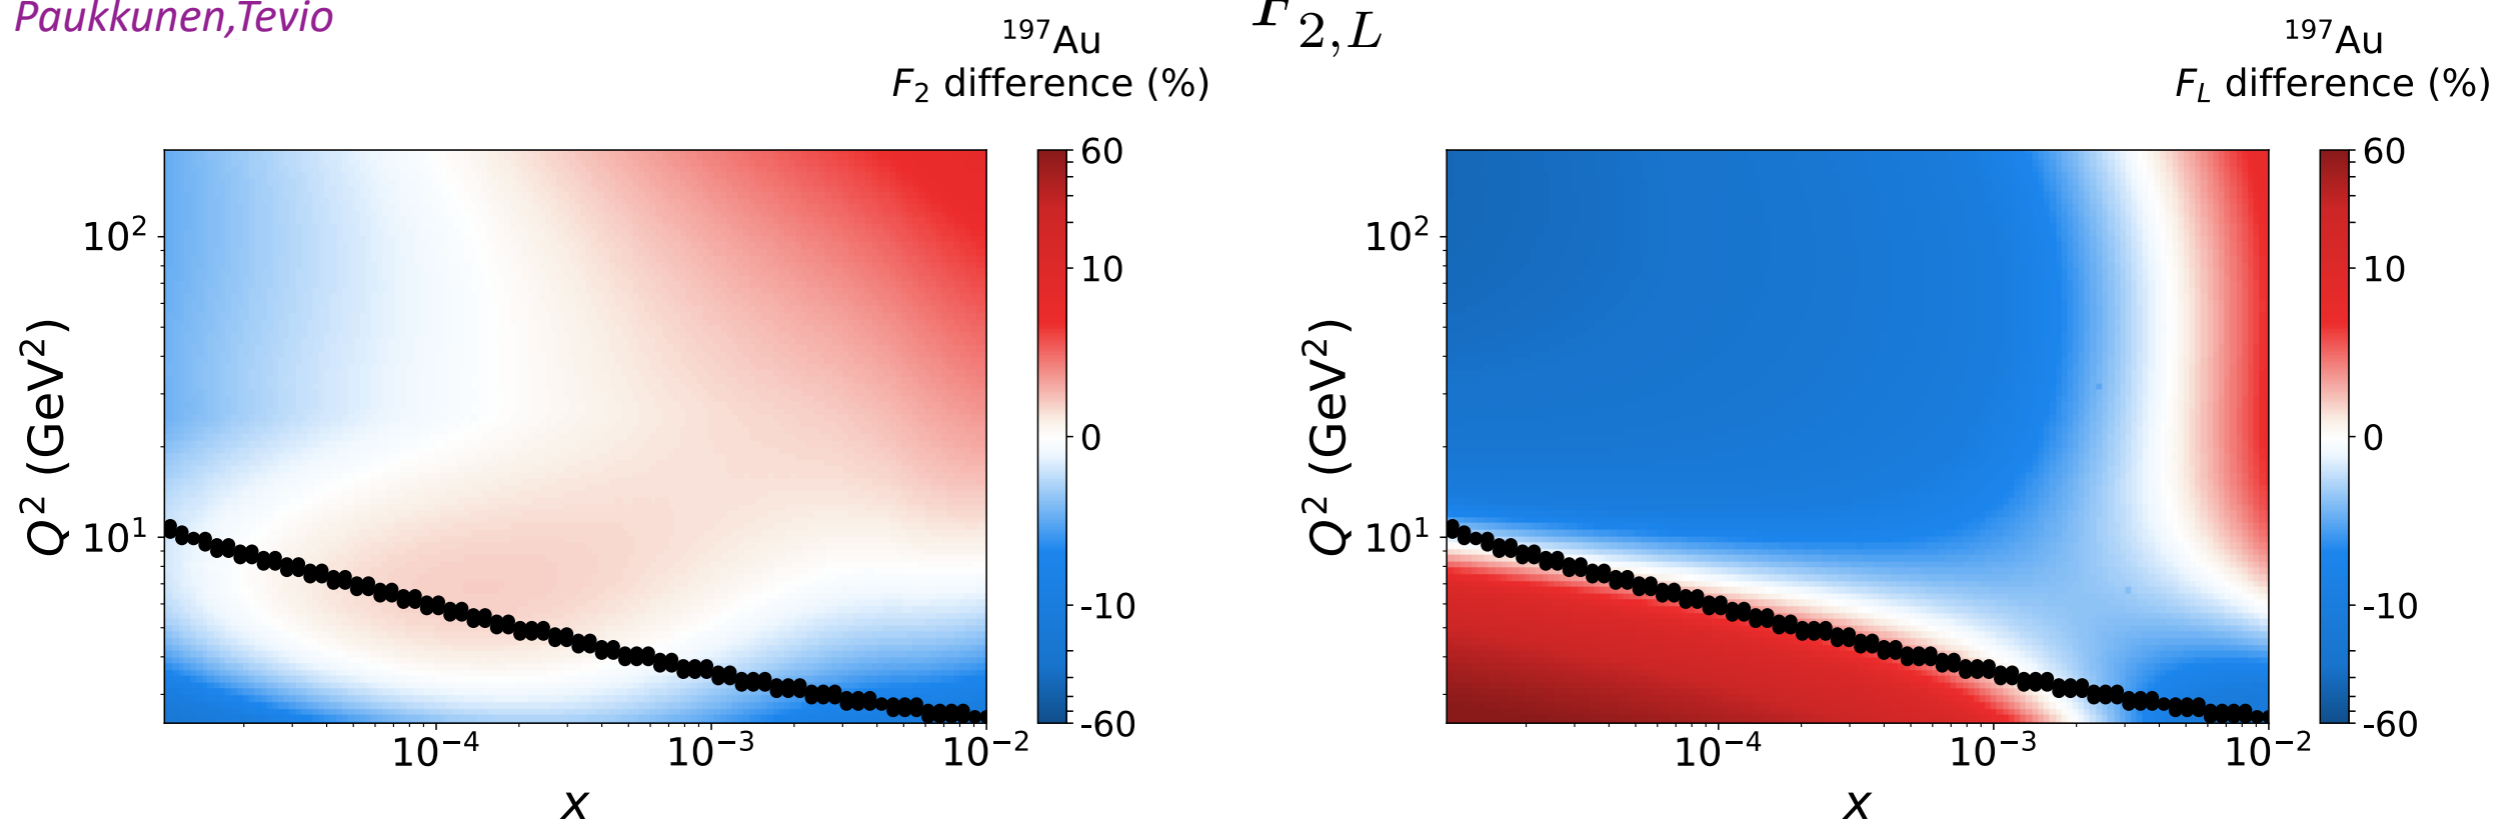 Paukkunen,Tevio
F₂,L
¹⁹⁷Au
F₂ difference (%)
60
10
0
-10
-60
10²
10¹
Q² (GeV²)
10⁻⁴ 10⁻³ 10⁻²
x
¹⁹⁷Au
F_L difference (%)
60
10
0
-10
-60
10²
10¹
Q² (GeV²)
10⁻⁴ 10⁻³ 10⁻²
x